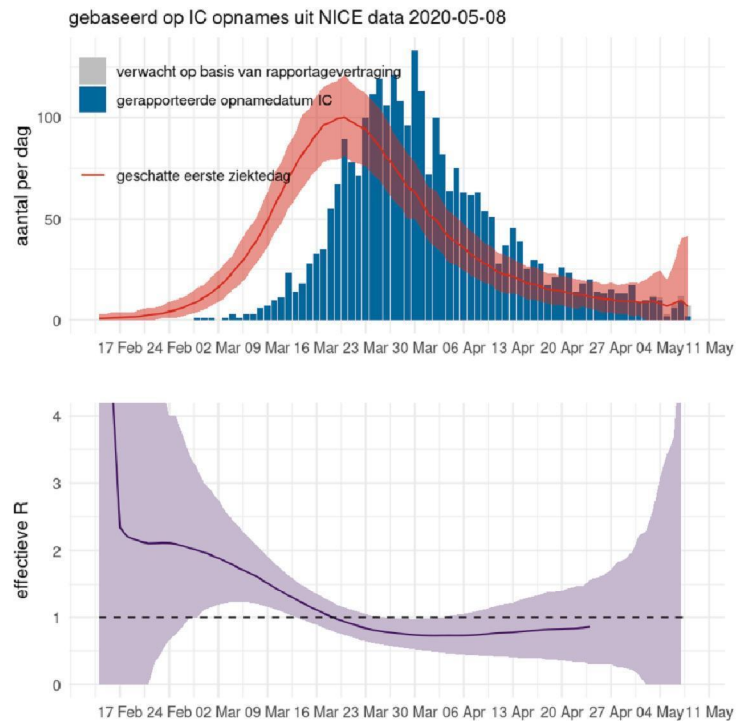 gebaseerd op IC opnames uit NICE data 2020-05-08
verwacht op basis van rapportagevertraging
gerapporteerde opnamedatum IC
geschatte eerste ziektedag
aantal per dag
100
50
0
17 Feb 24 Feb 02 Mar 09 Mar 16 Mar 23 Mar 30 Mar 06 Apr 13 Apr 20 Apr 27 Apr 04 May 11 May
effectieve R
4
3
2
1
0
17 Feb 24 Feb 02 Mar 09 Mar 16 Mar 23 Mar 30 Mar 06 Apr 13 Apr 20 Apr 27 Apr 04 May 11 May